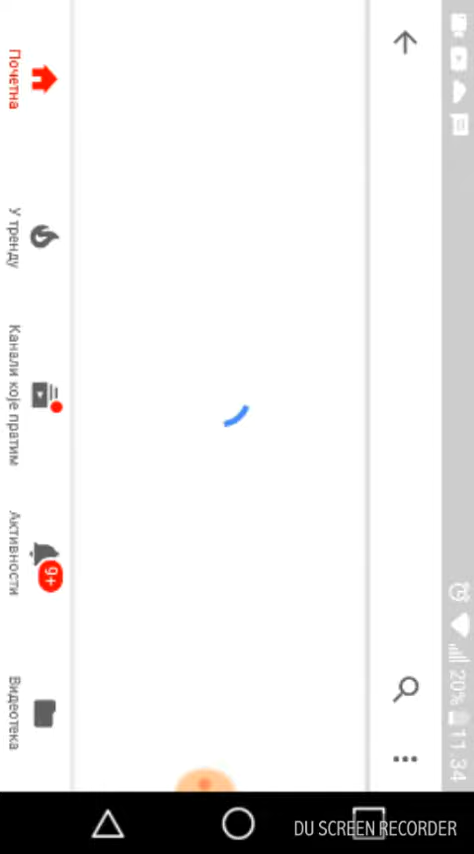 20% 11:34
Почетна
У тренду
Канали које пратим
Активности
9+
Видеотека
DU SCREEN RECORDER